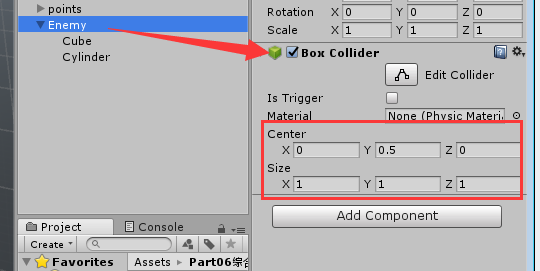 points
Enemy
Cube
Cylinder
Rotation X 0 Y 0 Z 0
Scale X 1 Y 1 Z 1
Box Collider
Edit Collider
Is Trigger
Material None (Physic Materi
Center
X 0 Y 0.5 Z 0
Size
X 1 Y 1 Z 1
Add Component
Project Console
Create
Favorites Assets Part06综